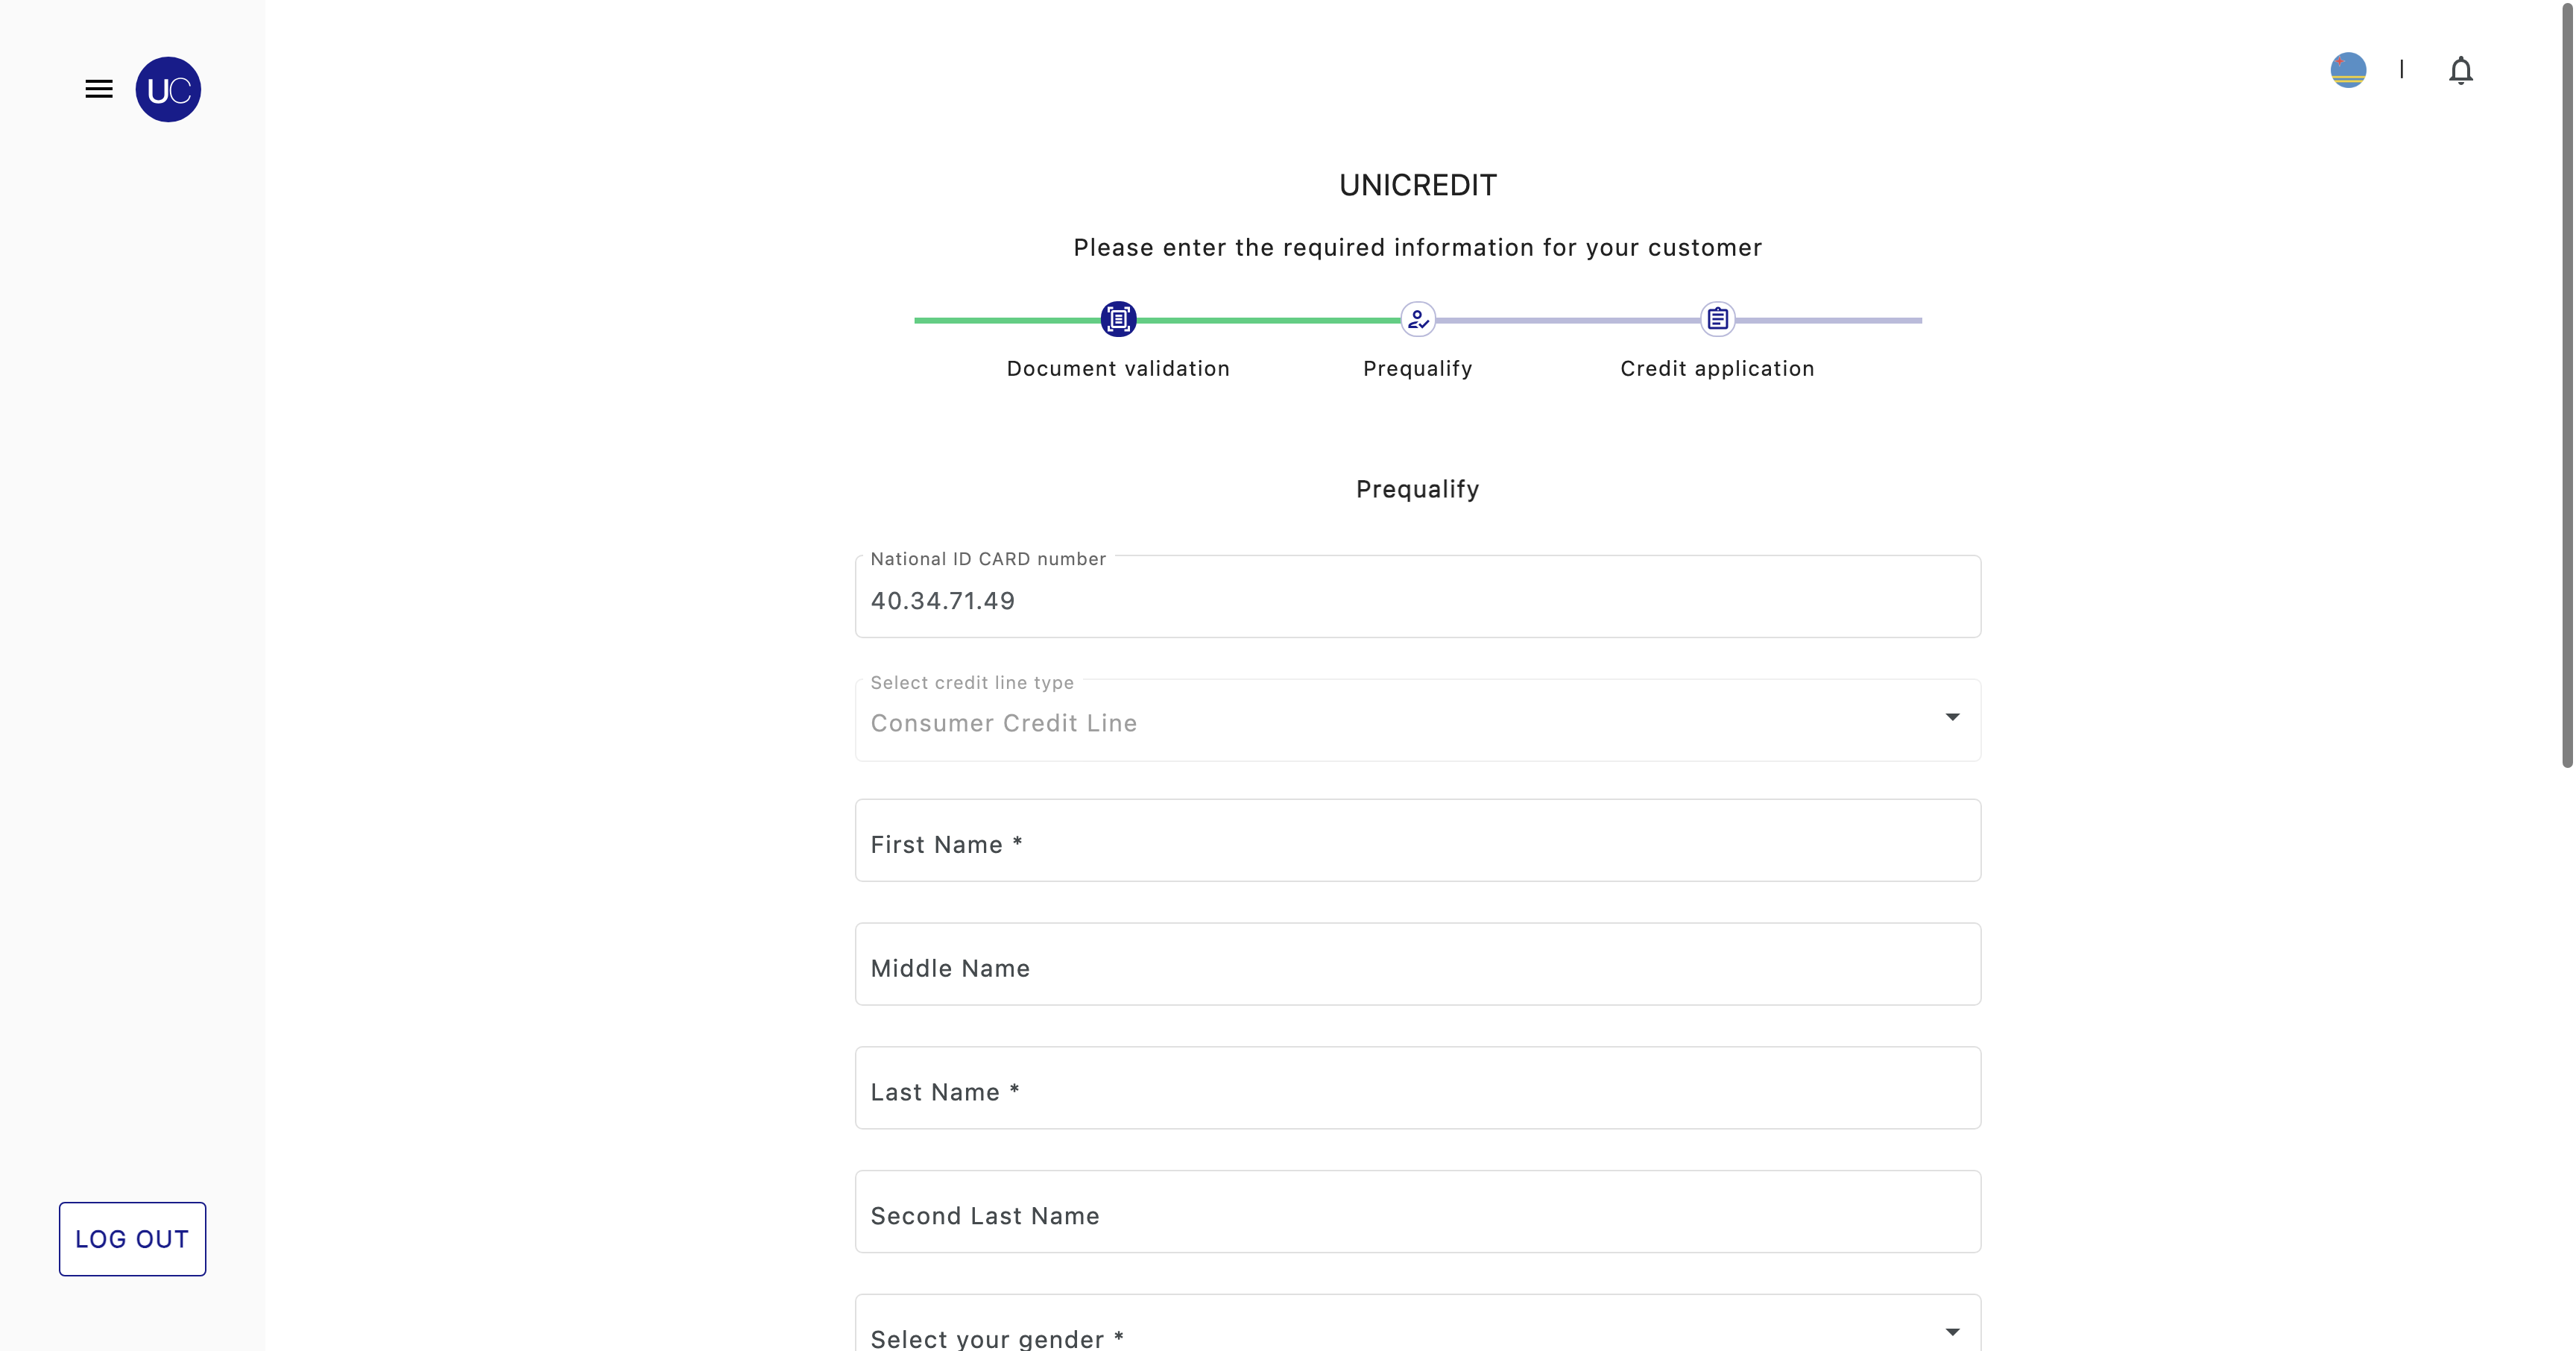 UC
UNICREDIT
Please enter the required information for your customer
Document validation
Prequalify
Credit application
Prequalify
National ID CARD number
40.34.71.49
Select credit line type
Consumer Credit Line
First Name *
Middle Name
Last Name *
Second Last Name
Select your gender *
LOG OUT